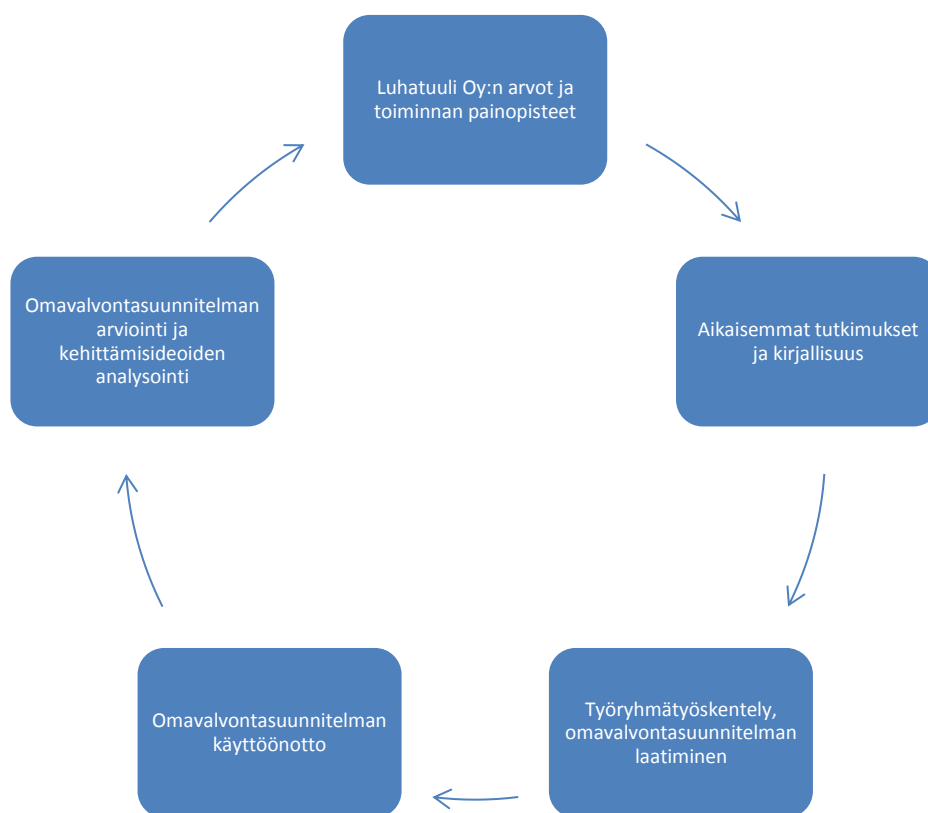 Luhatuuli Oy:n arvot ja
toiminnan painopisteet
Aikaisemmat tutkimukset
ja kirjallisuus
Työryhmätyöskentely,
omavalvontasuunnitelman
laatiminen
Omavalvontasuunnitelman
käyttöönotto
Omavalvontasuunnitelman
arviointi ja
kehittämisideoiden
analysointi